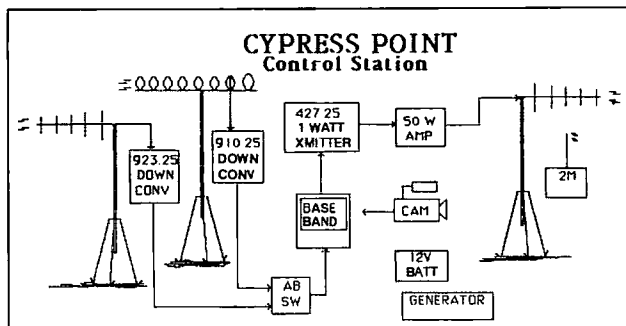 CYPRESS POINT
Control Station
923.25
DOWN
CONV
910.25
DOWN
CONV
427.25
1 WATT
XMITTER
50 W
AMP
BASE
BAND
CAM
2M
12V
BATT
AB
SW
GENERATOR